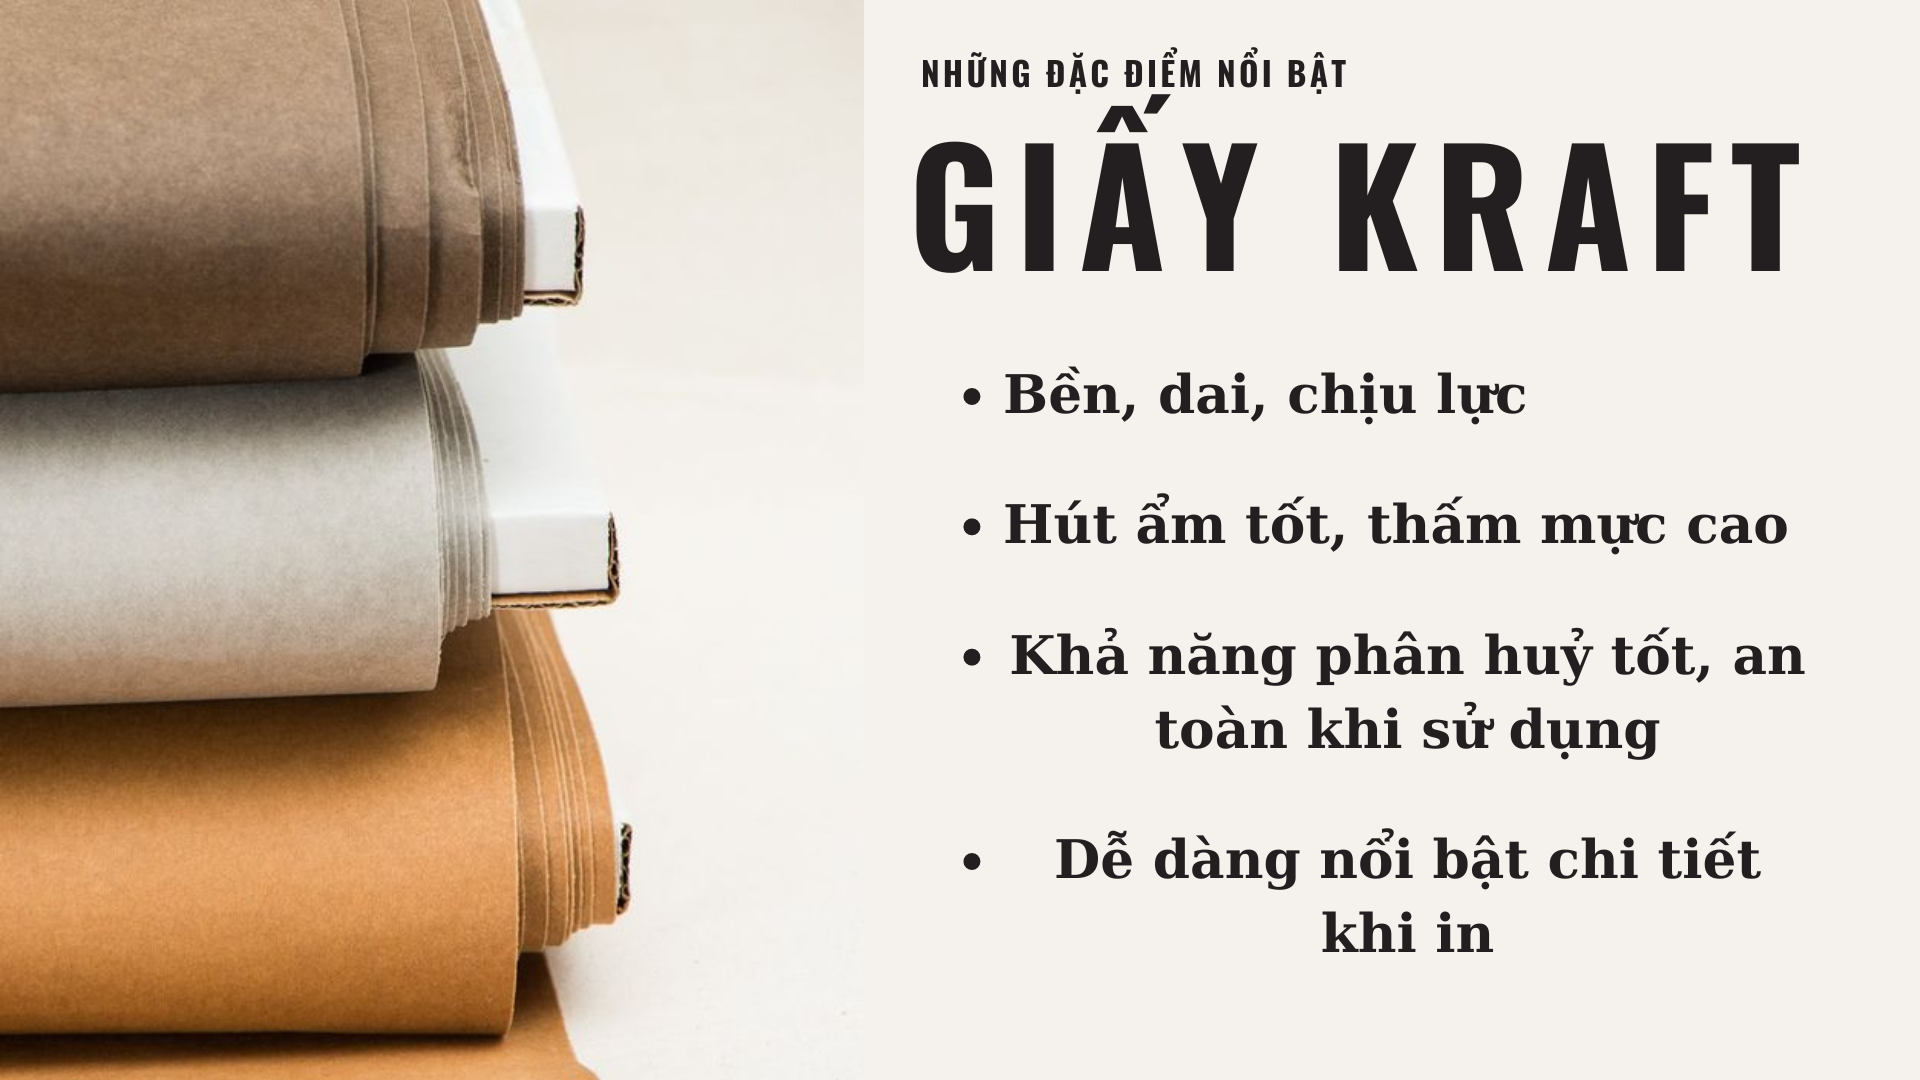 NHỮNG ĐẶC ĐIỂM NỔI BẬT
GIẤY KRAFT
• Bền, dai, chịu lực
• Hút ẩm tốt, thấm mực cao
• Khả năng phân huỷ tốt, an
toàn khi sử dụng
• Dễ dàng nổi bật chi tiết
khi in